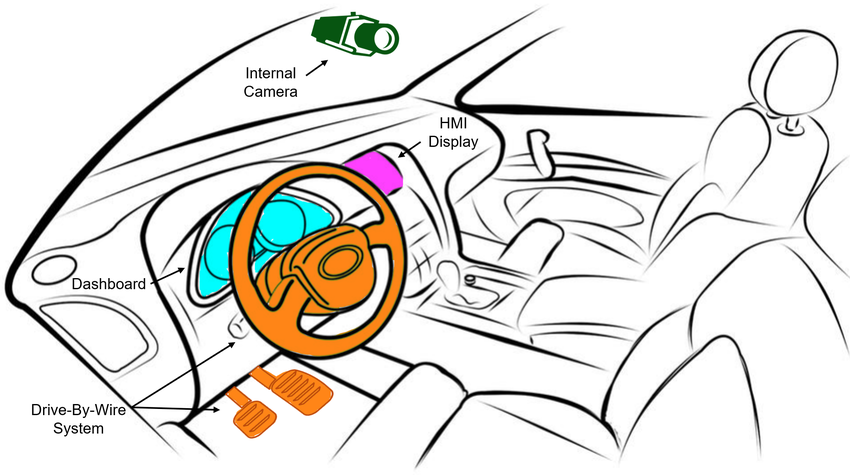 Internal
Camera
HMI
Display
Dashboard
Drive-By-Wire
System